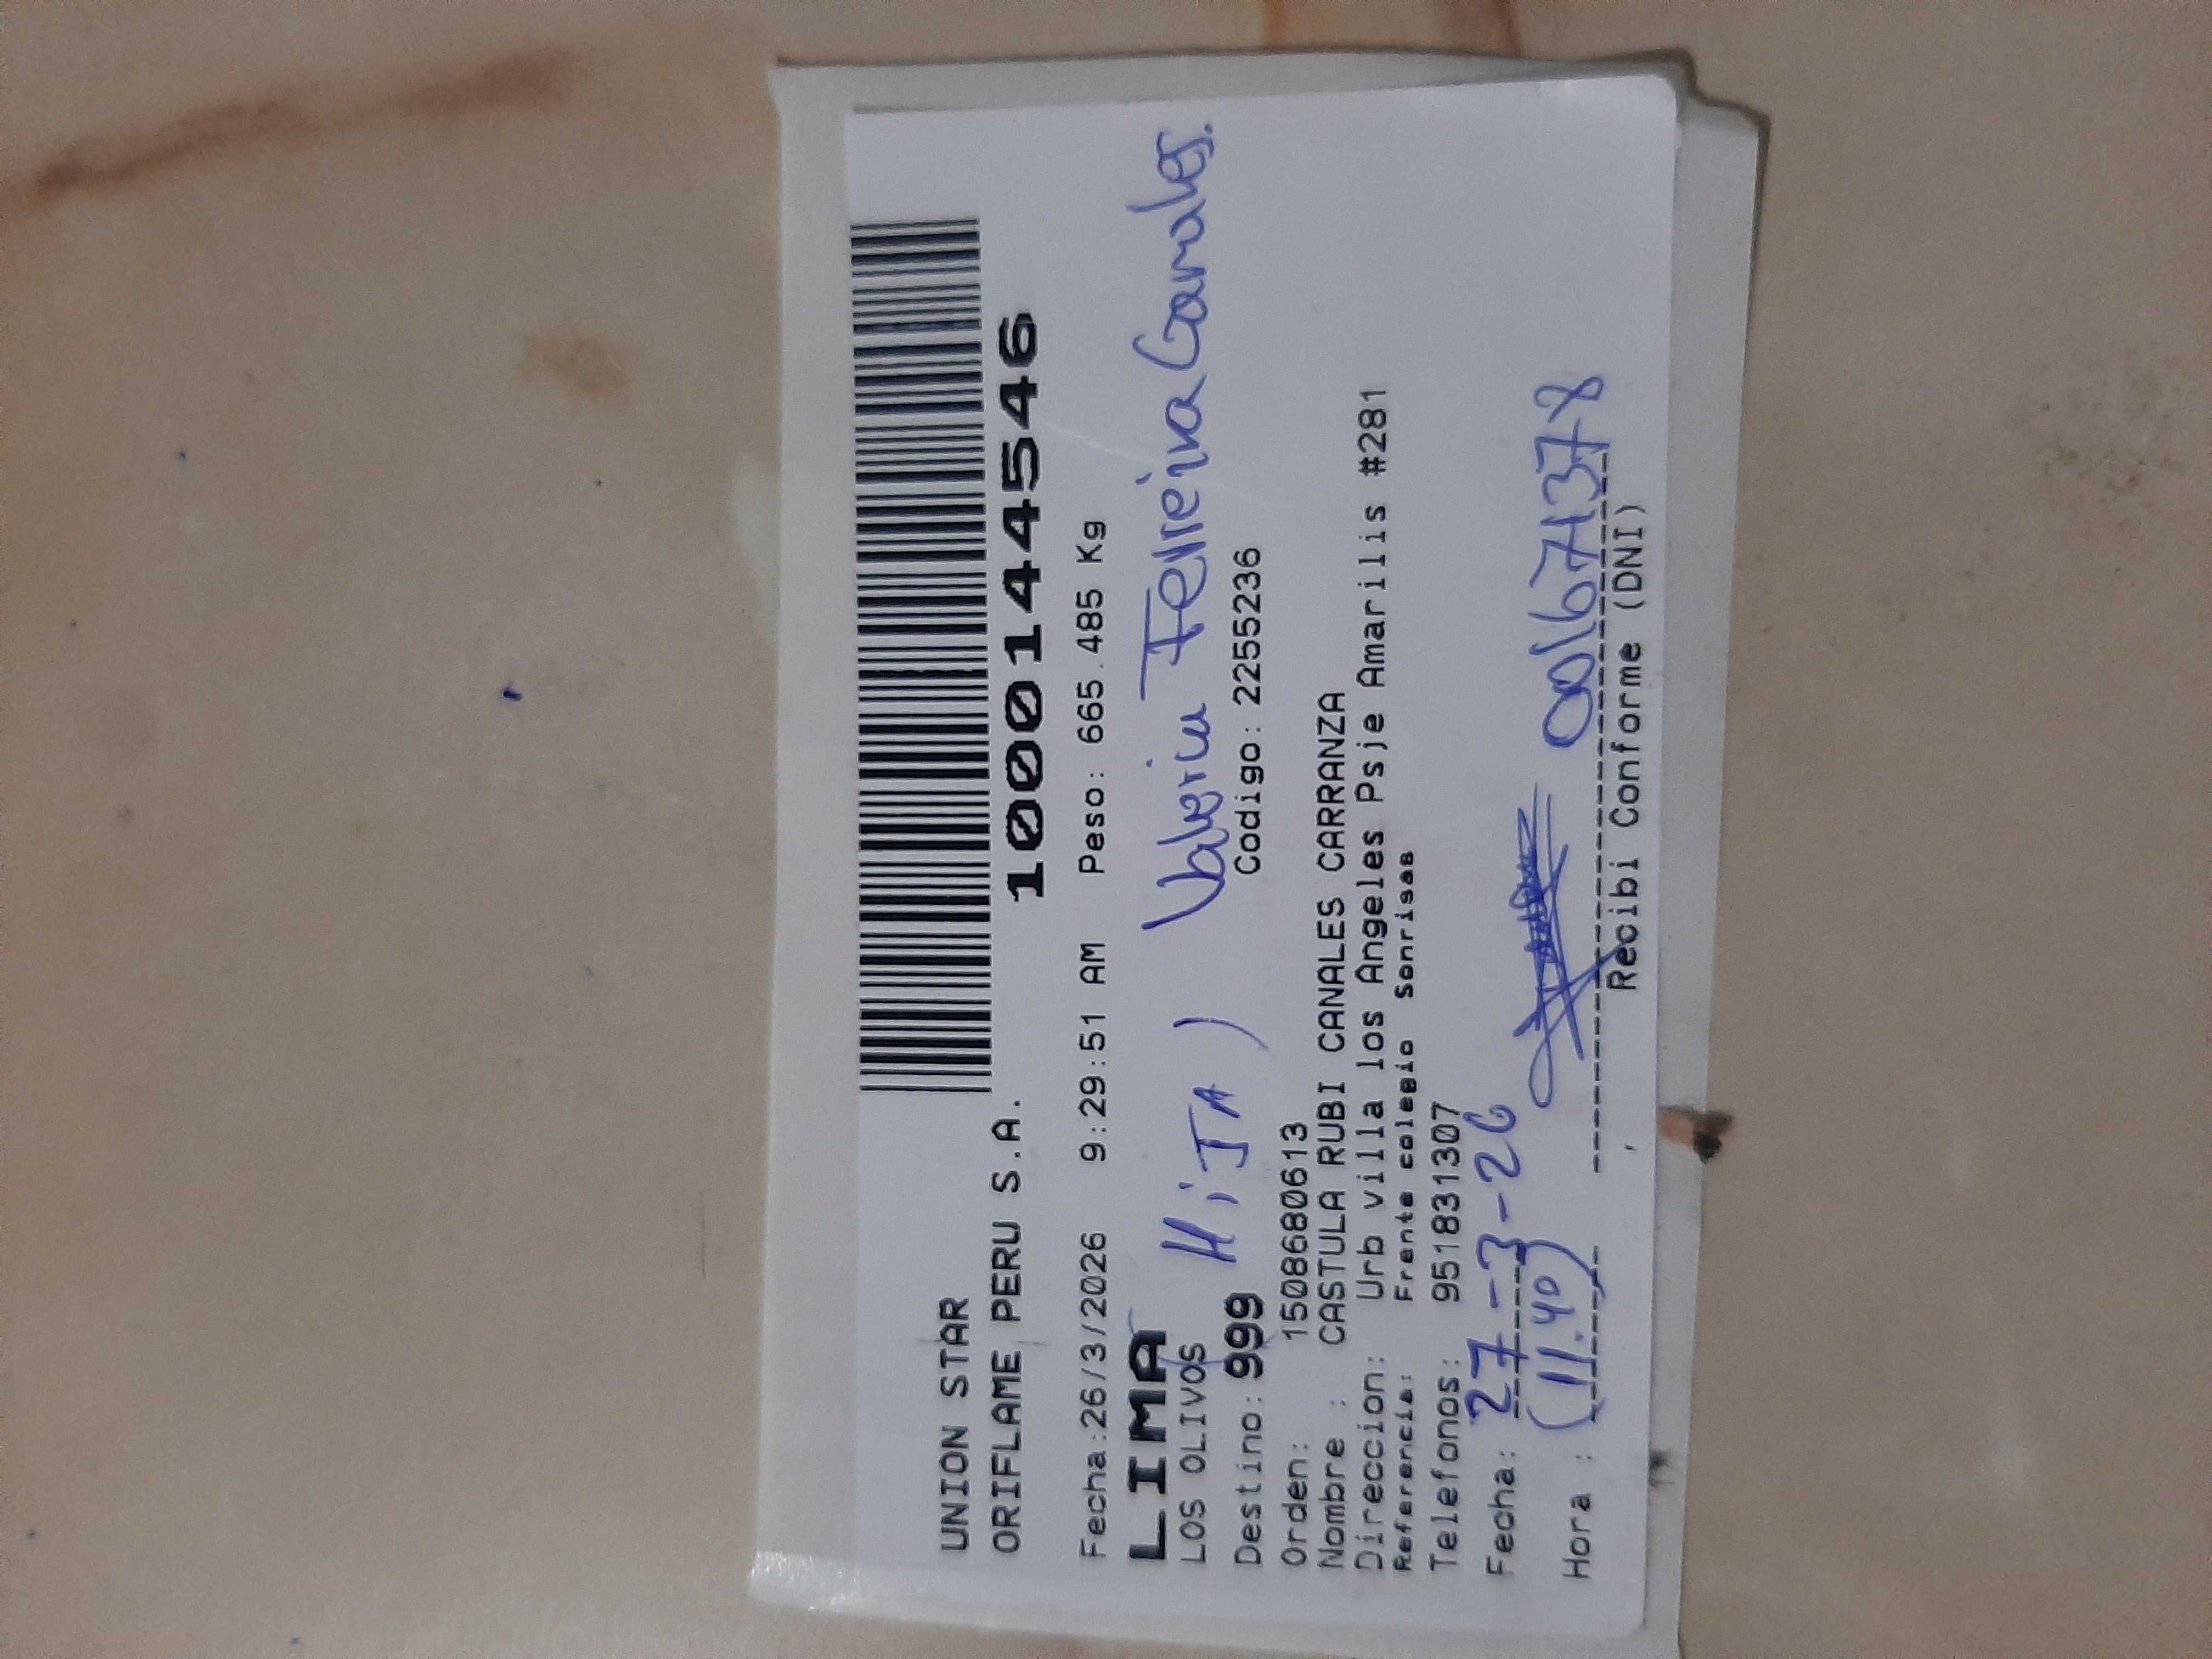 UNION STAR
ORIFLAME PERU S.A.
1000144546
Fecha:26/3/2026 9:29:51 AM Peso: 665.485 Kg
LIMA
LOS OLIVOS HiJA ) Valeria Ferreira Canales.
Destino: 999 Codigo: 2255236
Orden: 1508680613
Nombre : CASTULA RUBI CANALES CARRANZA
Direccion: Urb villa los Angeles Psje Amarilis #281
Referencia: Frente colegio Sonrisas
Telefonos: 951831307
Fecha: 27-3-26
Hora : (11:40) 001671378
Recibi Conforme (DNI)